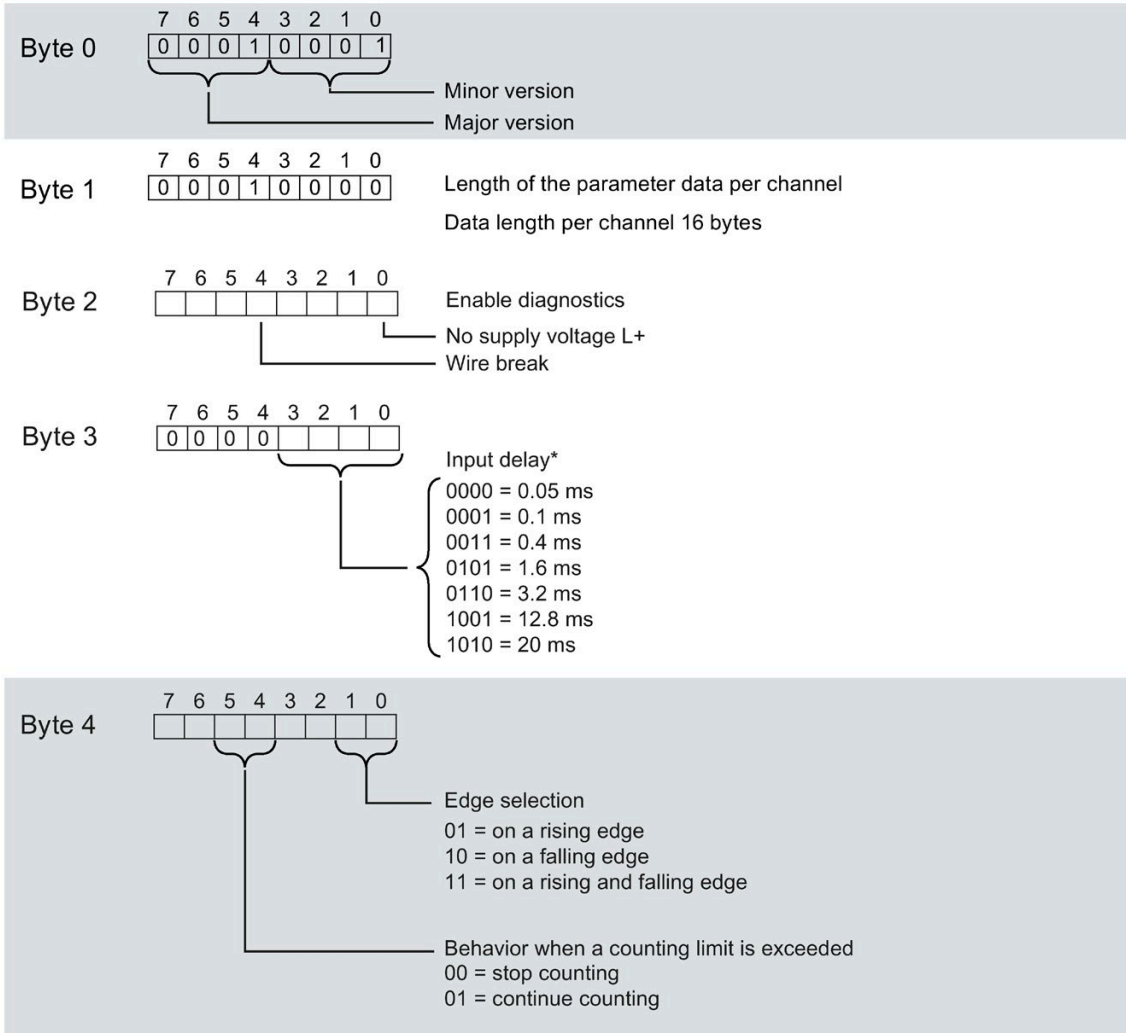 7 6 5 4 3 2 1 0
Byte 0 0 0 0 1 0 0 0 1
Minor version
Major version
7 6 5 4 3 2 1 0
Byte 1 0 0 0 1 0 0 0 0 Length of the parameter data per channel
Data length per channel 16 bytes
7 6 5 4 3 2 1 0
Byte 2 Enable diagnostics
No supply voltage L+
Wire break
7 6 5 4 3 2 1 0
Byte 3 0 0 0 0
Input delay*
0000 = 0.05 ms
0001 = 0.1 ms
0011 = 0.4 ms
0101 = 1.6 ms
0110 = 3.2 ms
1001 = 12.8 ms
1010 = 20 ms
7 6 5 4 3 2 1 0
Byte 4
Edge selection
01 = on a rising edge
10 = on a falling edge
11 = on a rising and falling edge
Behavior when a counting limit is exceeded
00 = stop counting
01 = continue counting